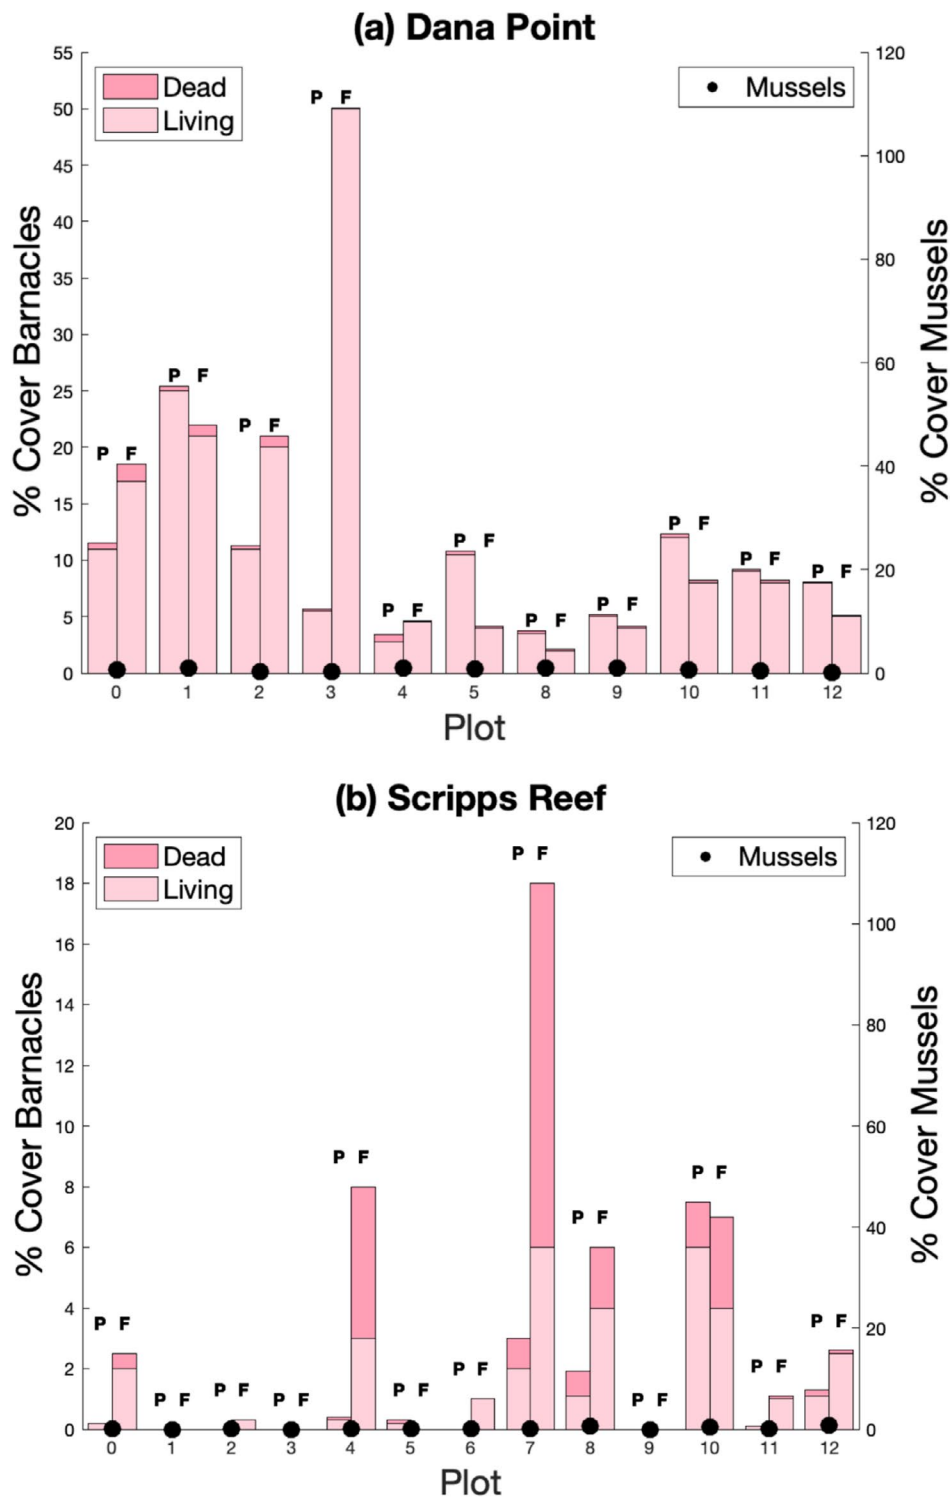 (a) Dana Point
55
50
45
40
35
30
25
20
15
10
5
0
% Cover Barnacles
Dead
Living
Mussels
120
100
80
60
40
20
0
% Cover Mussels
P F
P F
P F
P F
P F
P F
P F
P F
P F
P F
P F
0 1 2 3 4 5 8 9 10 11 12
Plot
(b) Scripps Reef
20
18
16
14
12
10
8
6
4
2
0
% Cover Barnacles
Dead
Living
Mussels
120
100
80
60
40
20
0
% Cover Mussels
P F
P F
P F
P F
P F
P F
P F
P F
P F
P F
P F
P F
P F
0 1 2 3 4 5 6 7 8 9 10 11 12
Plot